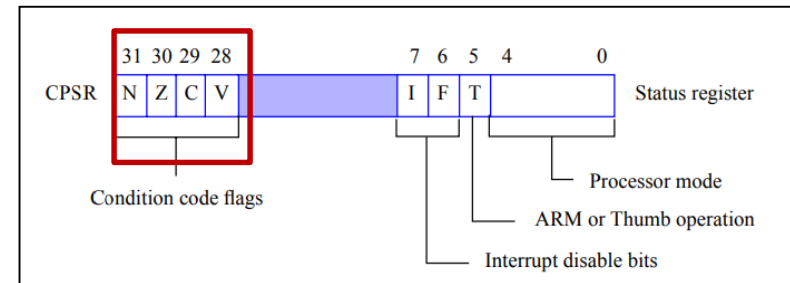 31 30 29 28 7 6 5 4 0
CPSR N Z C V I F T Status register
Condition code flags
Processor mode
ARM or Thumb operation
Interrupt disable bits